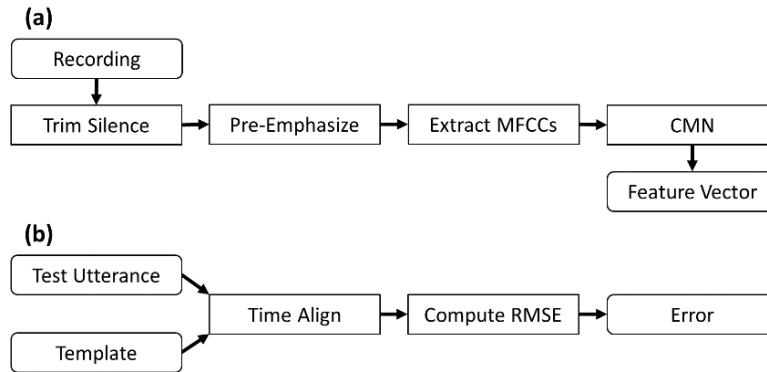 (a)
Recording
Trim Silence
Pre-Emphasize
Extract MFCCs
CMN
Feature Vector
(b)
Test Utterance
Template
Time Align
Compute RMSE
Error